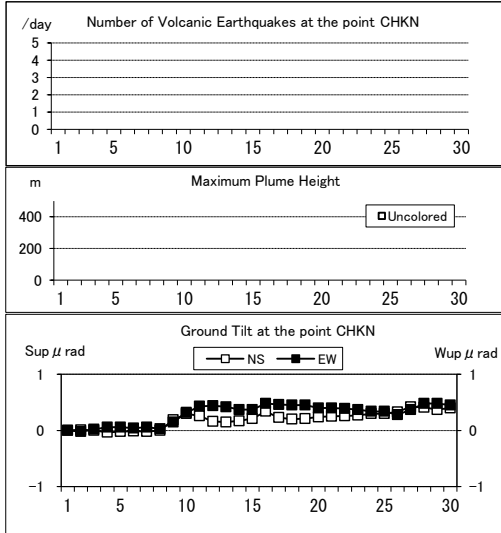 Number of Volcanic Earthquakes at the point CHKN
/day
5
4
3
2
1
0
1 5 10 15 20 25 30
Maximum Plume Height
m
400
200
0
Uncolored
1 5 10 15 20 25 30
Ground Tilt at the point CHKN
Sup μ rad
Wup μ rad
NS EW
1 1
0 0
-1 -1
1 5 10 15 20 25 30